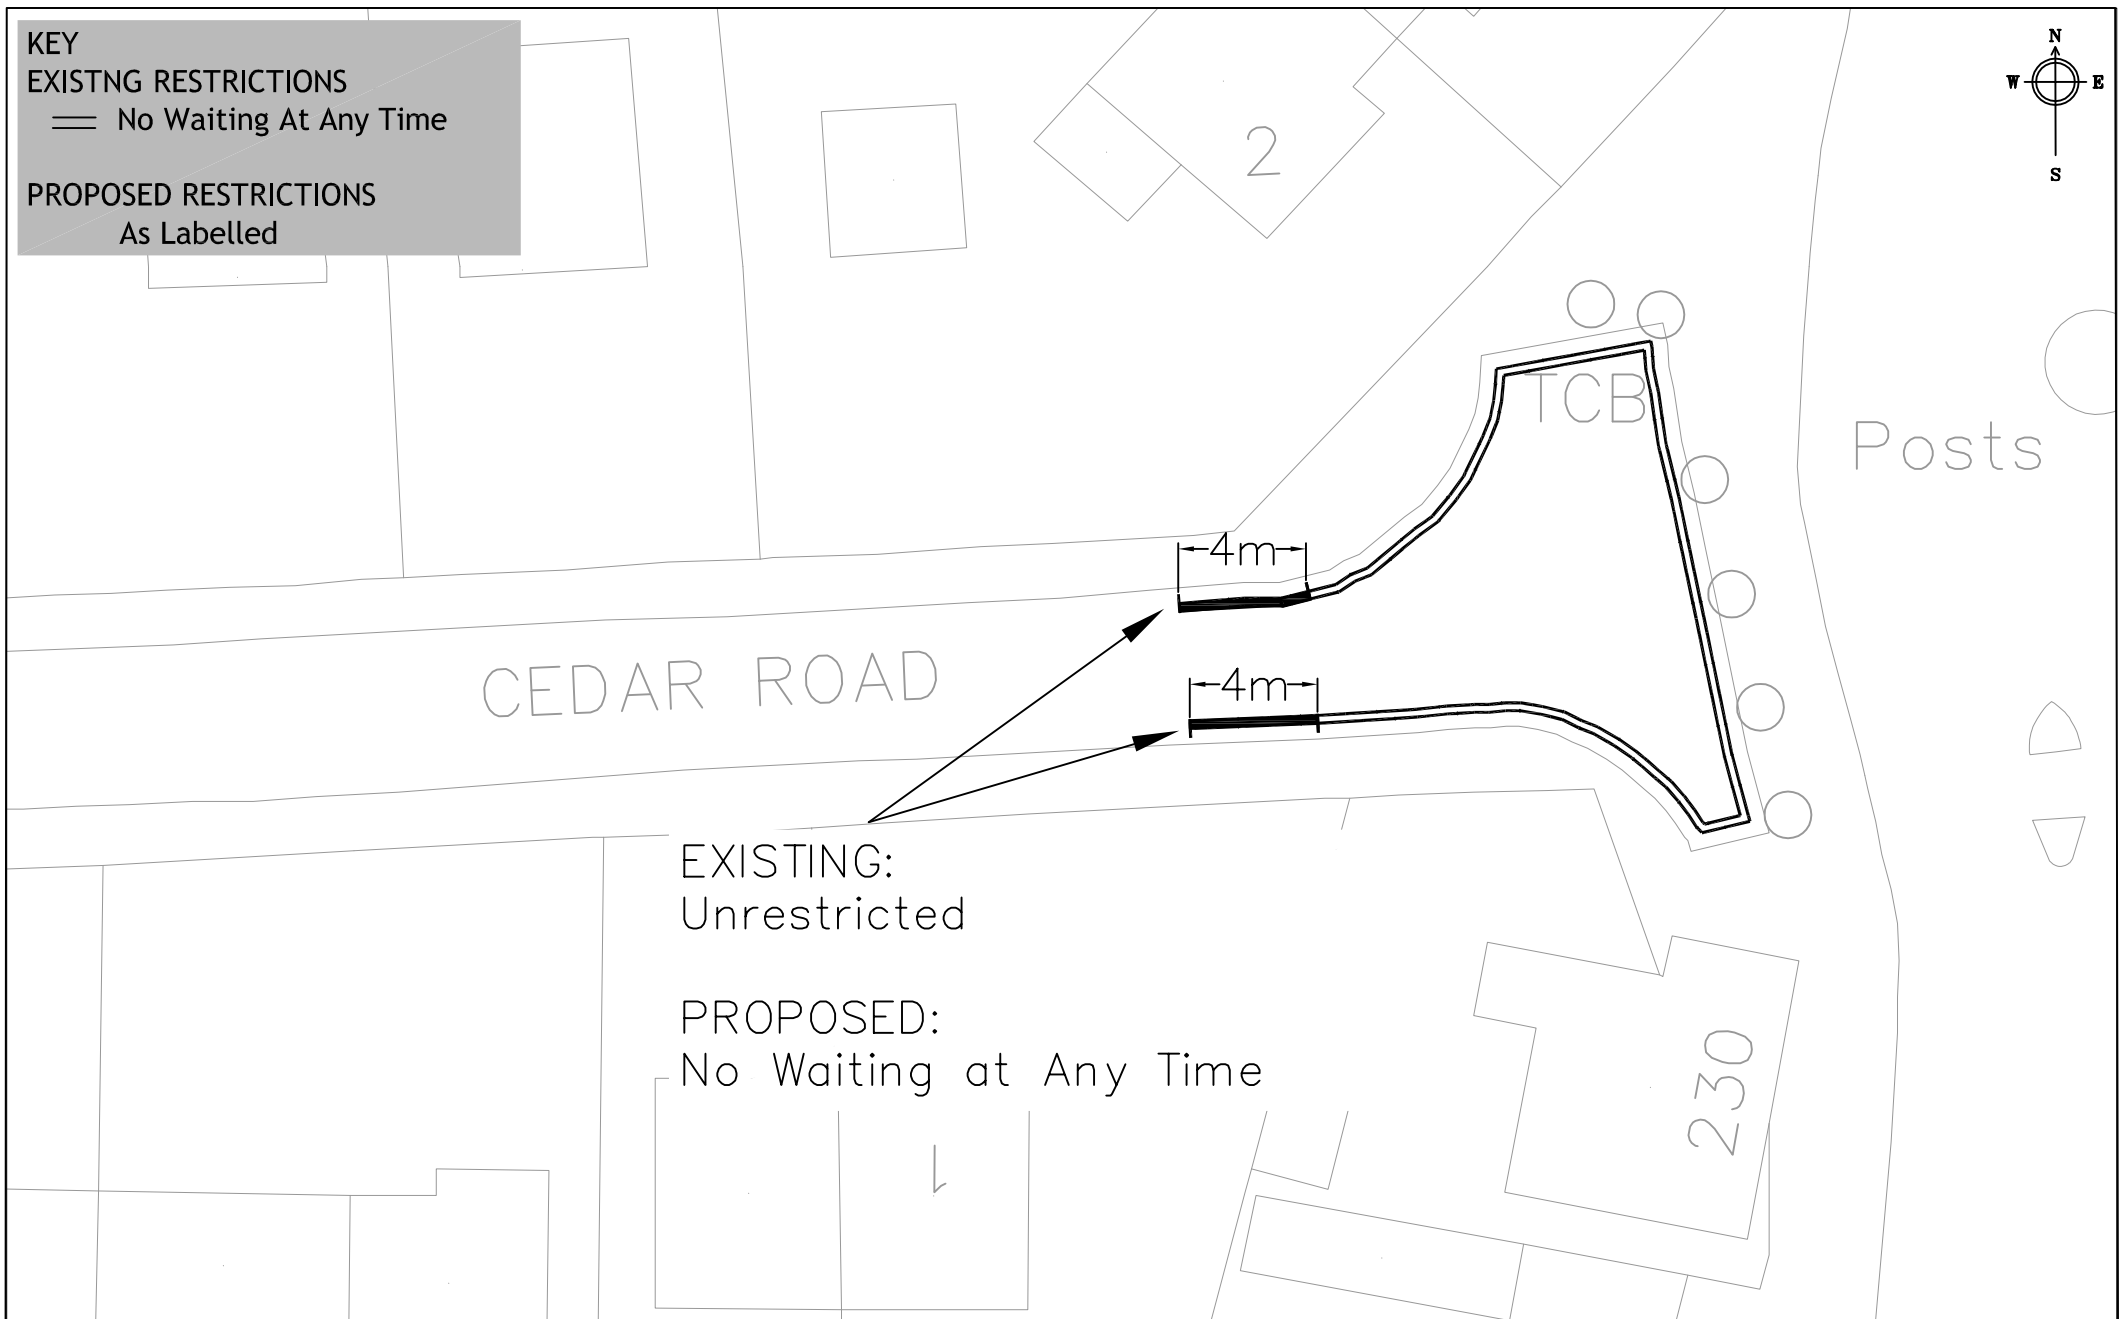 KEY
EXISTNG RESTRICTIONS
No Waiting At Any Time
PROPOSED RESTRICTIONS
As Labelled
N
W E
S
2
TCB
Posts
4m
CEDAR ROAD
4m
EXISTING:
Unrestricted
PROPOSED:
No Waiting at Any Time
230
1